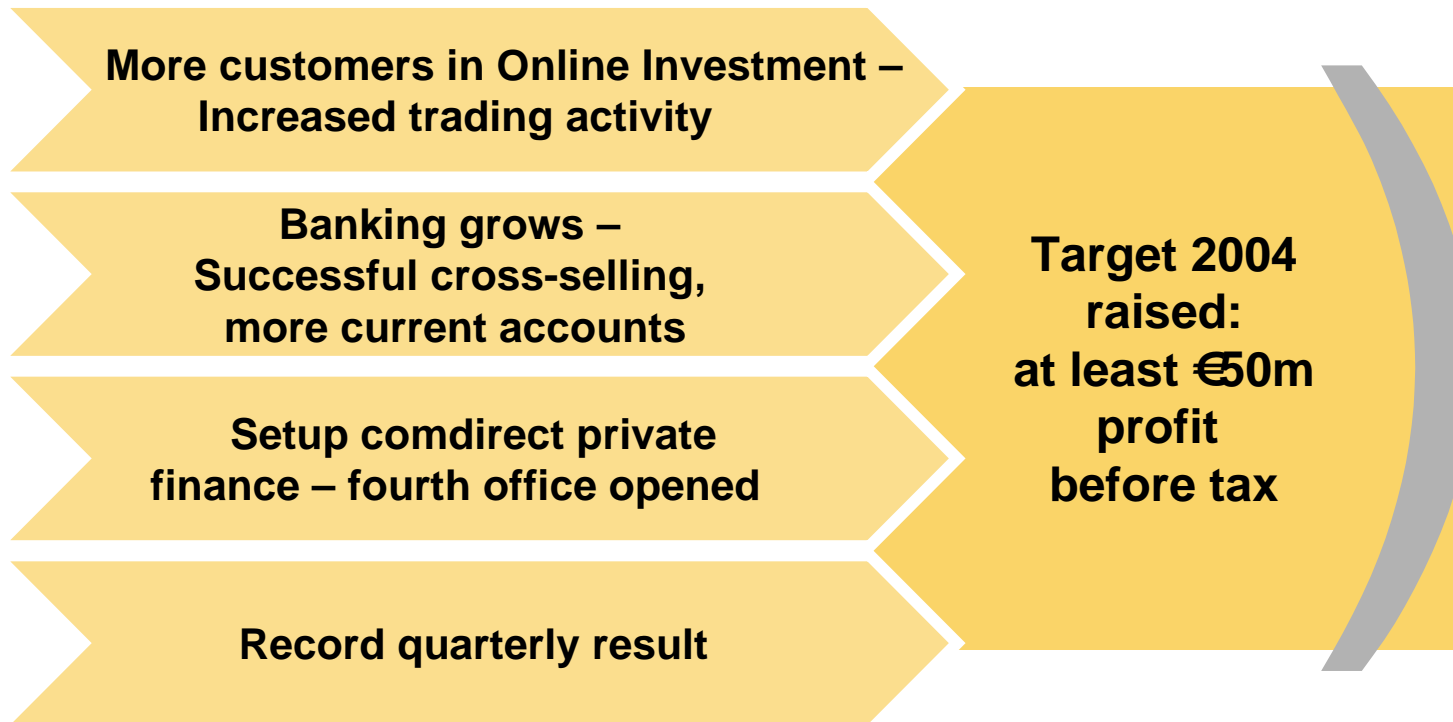 More customers in Online Investment –
Increased trading activity
Banking grows –
Successful cross-selling,
more current accounts
Setup comdirect private
finance – fourth office opened
Record quarterly result
Target 2004
raised:
at least €50m
profit
before tax